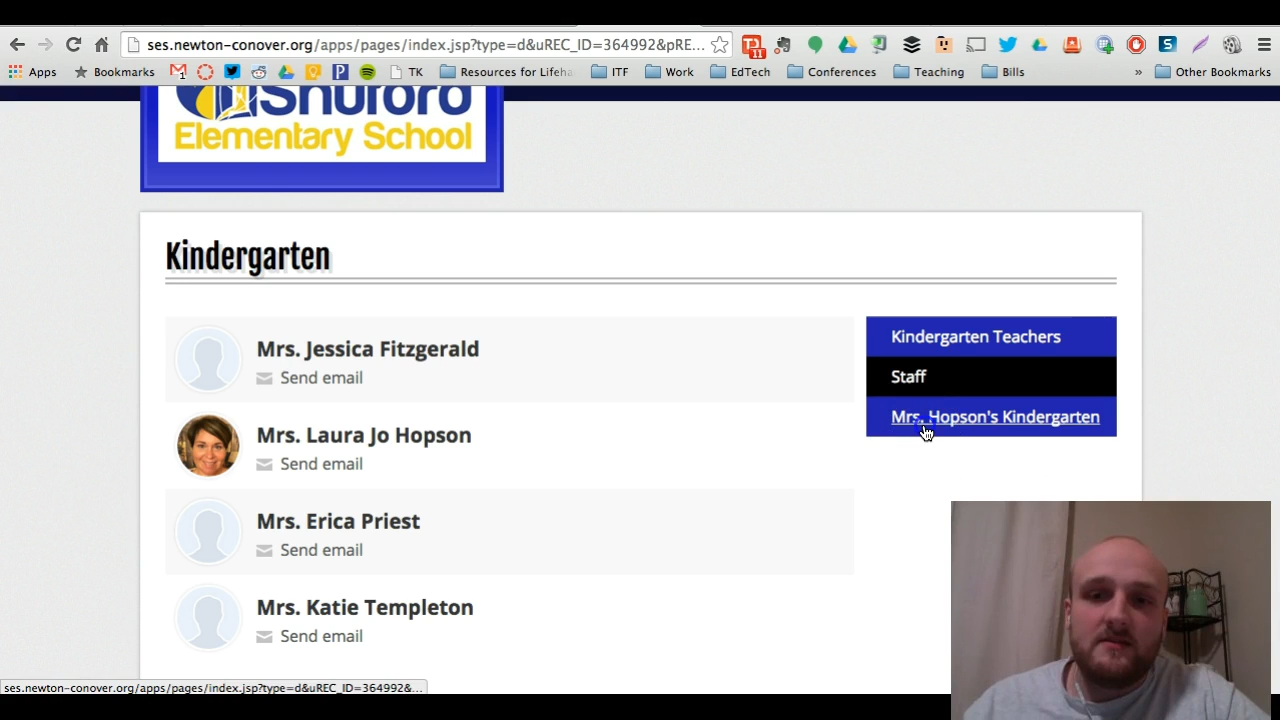 ses.newton-conover.org/apps/pages/index.jsp?type=d&uREC_ID=364992&pRE...
11
Apps Bookmarks 1 TK Resources for Lifeha ITF Work EdTech Conferences Teaching Bills » Other Bookmarks
Shuford
Elementary School
Kindergarten
Mrs. Jessica Fitzgerald
Send email
Mrs. Laura Jo Hopson
Send email
Mrs. Erica Priest
Send email
Mrs. Katie Templeton
Send email
Kindergarten Teachers
Staff
Mrs. Hopson's Kindergarten
ses.newton-conover.org/apps/pages/index.jsp?type=d&uREC_ID=364992&...